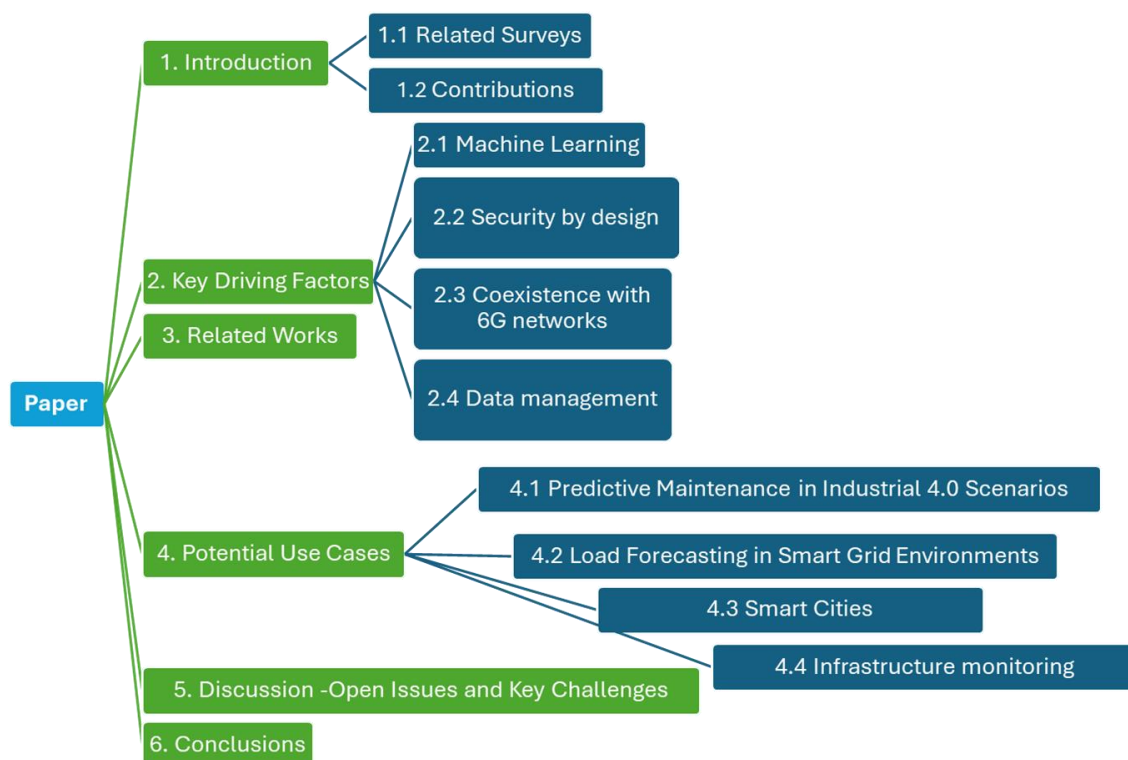 1.1 Related Surveys
1. Introduction
1.2 Contributions
2.1 Machine Learning
2.2 Security by design
2. Key Driving Factors
2.3 Coexistence with
6G networks
3. Related Works
2.4 Data management
Paper
4.1 Predictive Maintenance in Industrial 4.0 Scenarios
4. Potential Use Cases
4.2 Load Forecasting in Smart Grid Environments
4.3 Smart Cities
4.4 Infrastructure monitoring
5. Discussion -Open Issues and Key Challenges
6. Conclusions